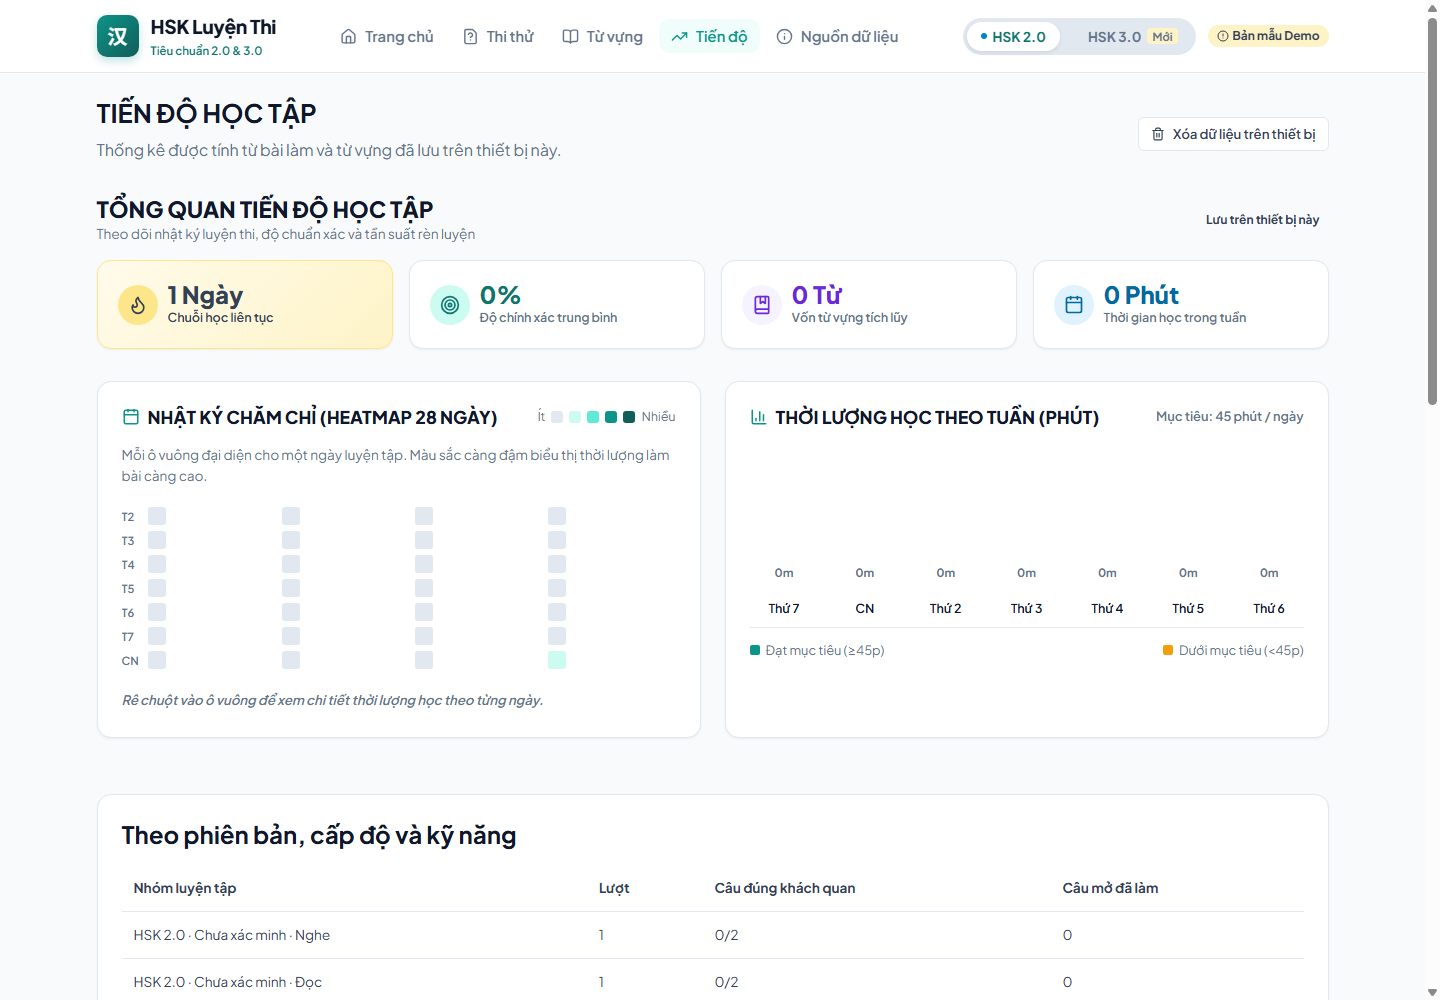 汉
HSK Luyện Thi
Tiêu chuẩn 2.0 & 3.0
Trang chủ
Thi thử
Từ vựng
Tiến độ
Nguồn dữ liệu
HSK 2.0
HSK 3.0 Mới
Bản mẫu Demo
TIẾN ĐỘ HỌC TẬP
Thống kê được tính từ bài làm và từ vựng đã lưu trên thiết bị này.
Xóa dữ liệu trên thiết bị
TỔNG QUAN TIẾN ĐỘ HỌC TẬP
Theo dõi nhật ký luyện thi, độ chuẩn xác và tần suất rèn luyện
Lưu trên thiết bị này
1 Ngày
Chuỗi học liên tục
0%
Độ chính xác trung bình
0 Từ
Vốn từ vựng tích lũy
0 Phút
Thời gian học trong tuần
NHẬT KÝ CHĂM CHỈ (HEATMAP 28 NGÀY)
Ít
Nhiều
Mỗi ô vuông đại diện cho một ngày luyện tập. Màu sắc càng đậm biểu thị thời lượng làm
bài càng cao.
T2
T3
T4
T5
T6
T7
CN
Rê chuột vào ô vuông để xem chi tiết thời lượng học theo từng ngày.
THỜI LƯỢNG HỌC THEO TUẦN (PHÚT)
Mục tiêu: 45 phút / ngày
0m 0m 0m 0m 0m 0m 0m
Thứ 7 CN Thứ 2 Thứ 3 Thứ 4 Thứ 5 Thứ 6
Đạt mục tiêu (≥45p)
Dưới mục tiêu (<45p)
Theo phiên bản, cấp độ và kỹ năng
Nhóm luyện tập Lượt Câu đúng khách quan Câu mở đã làm
HSK 2.0 · Chưa xác minh · Nghe 1 0/2 0
HSK 2.0 · Chưa xác minh · Đọc 1 0/2 0